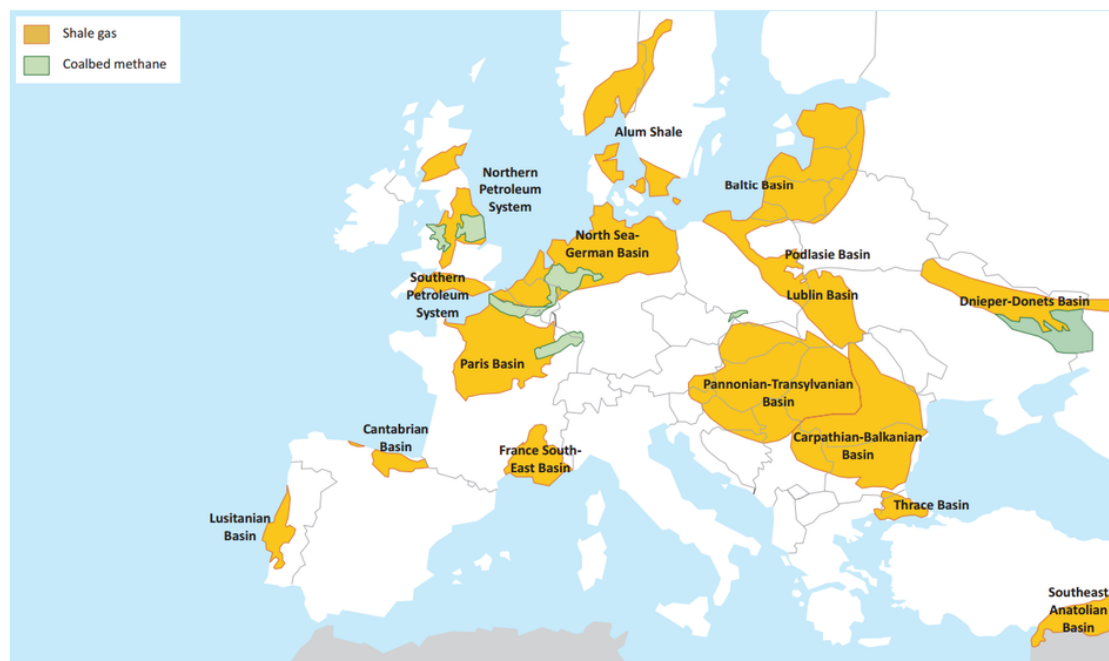 Shale gas
Coalbed methane
Alum Shale
Northern
Petroleum
System
Baltic Basin
North Sea-
German Basin
Podlasie Basin
Southern
Petroleum
System
Lublin Basin
Dnieper-Donets Basin
Paris Basin
Pannonian-Transylvanian
Basin
Cantabrian
Basin
France South-
East Basin
Carpathian-Balkanian
Basin
Thrace Basin
Lusitanian
Basin
Southeast
Anatolian
Basin